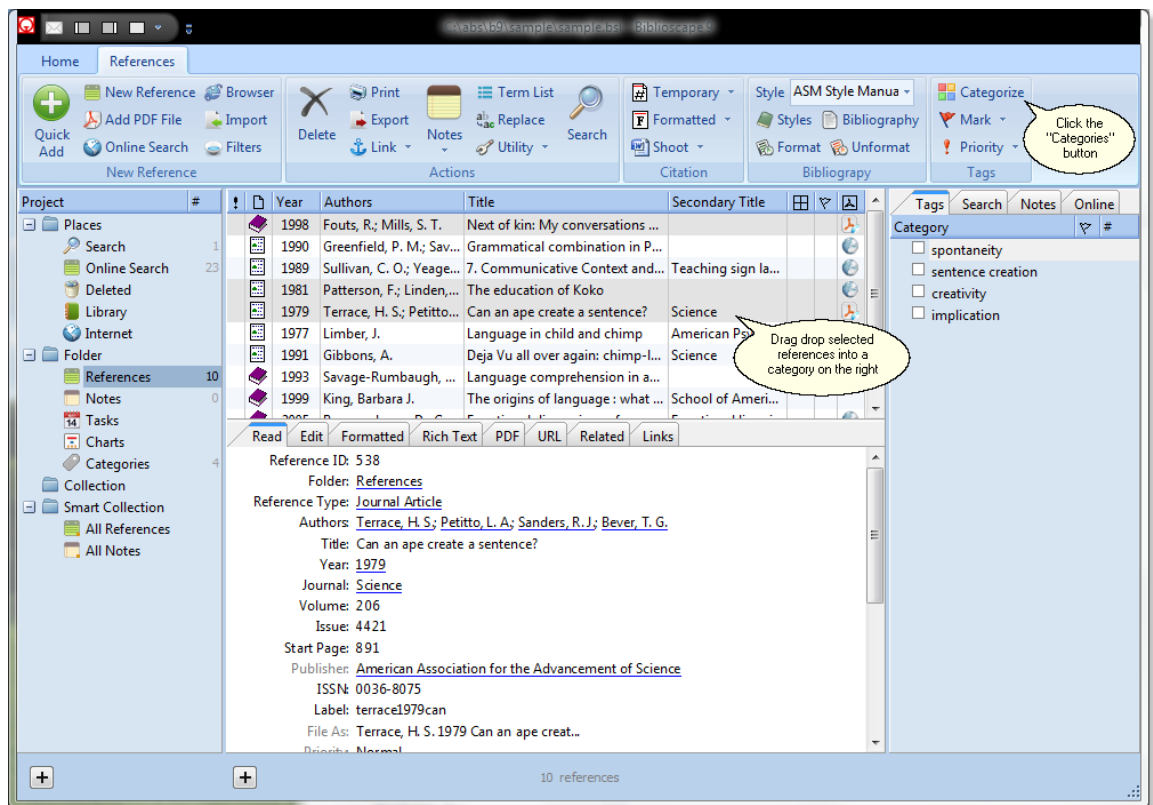 :\abs\b9\sample\sample.bs - Biblioscape 9
Home References
New Reference Browser Print Term List Temporary Style ASM Style Manua Categorize
Add PDF File Import Export Replace Formatted Styles Bibliography Mark
Quick Add Online Search Filters Delete Link Notes Utility Search Shoot Format Unformat Priority
Click the
"Categories"
button
New Reference Actions Citation Bibliograpy Tags
Project #
Places
Search 1
Online Search 23
Deleted
Library
Internet
Folder
References 10
Notes 0
14 Tasks
Charts
Categories 4
Collection
Smart Collection
All References
All Notes
! Year Authors Title Secondary Title
1998 Fouts, R.; Mills, S. T. Next of kin: My conversations ...
1990 Greenfield, P. M.; Sav... Grammatical combination in P...
1989 Sullivan, C. O.; Yeage... 7. Communicative Context and... Teaching sign la...
1981 Patterson, F.; Linden,... The education of Koko
1979 Terrace, H. S.; Petitto... Can an ape create a sentence? Science
1977 Limber, J. Language in child and chimp American Psy
1991 Gibbons, A. Deja Vu all over again: chimp-l... Science
1993 Savage-Rumbaugh, ... Language comprehension in a...
1999 King, Barbara J. The origins of language : what ... School of Ameri...
Drag drop selected
references into a
category on the right
Read Edit Formatted Rich Text PDF URL Related Links
Reference ID: 538
Folder: References
Reference Type: Journal Article
Authors: Terrace, H. S.; Petitto, L. A.; Sanders, R. J.; Bever, T. G.
Title: Can an ape create a sentence?
Year: 1979
Journal: Science
Volume: 206
Issue: 4421
Start Page: 891
Publisher: American Association for the Advancement of Science
ISSN: 0036-8075
Label: terrace1979can
File As: Terrace, H. S. 1979 Can an ape creat...
Priority: Normal
Tags Search Notes Online
Category #
spontaneity
sentence creation
creativity
implication
10 references